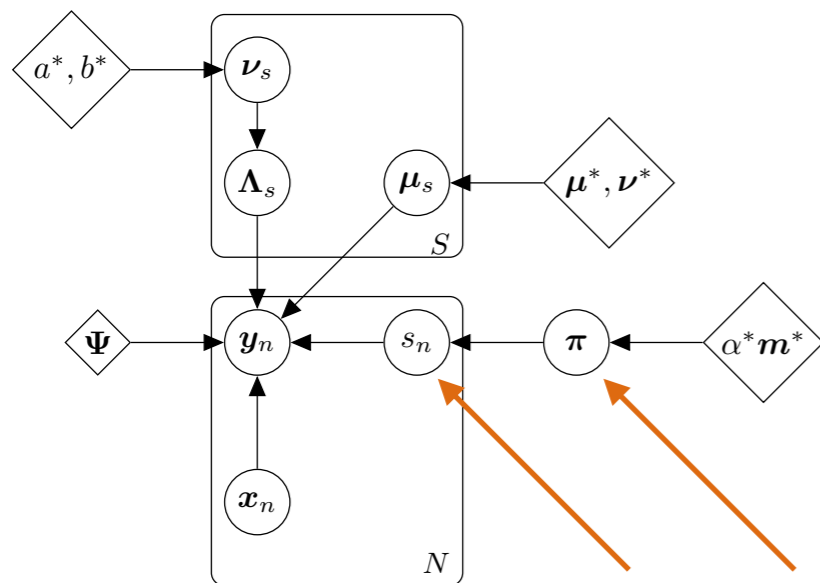 a*, b*
ν_s
Λ_s
μ_s
μ*, ν*
S
Ψ
y_n
s_n
π
α*m*
x_n
N